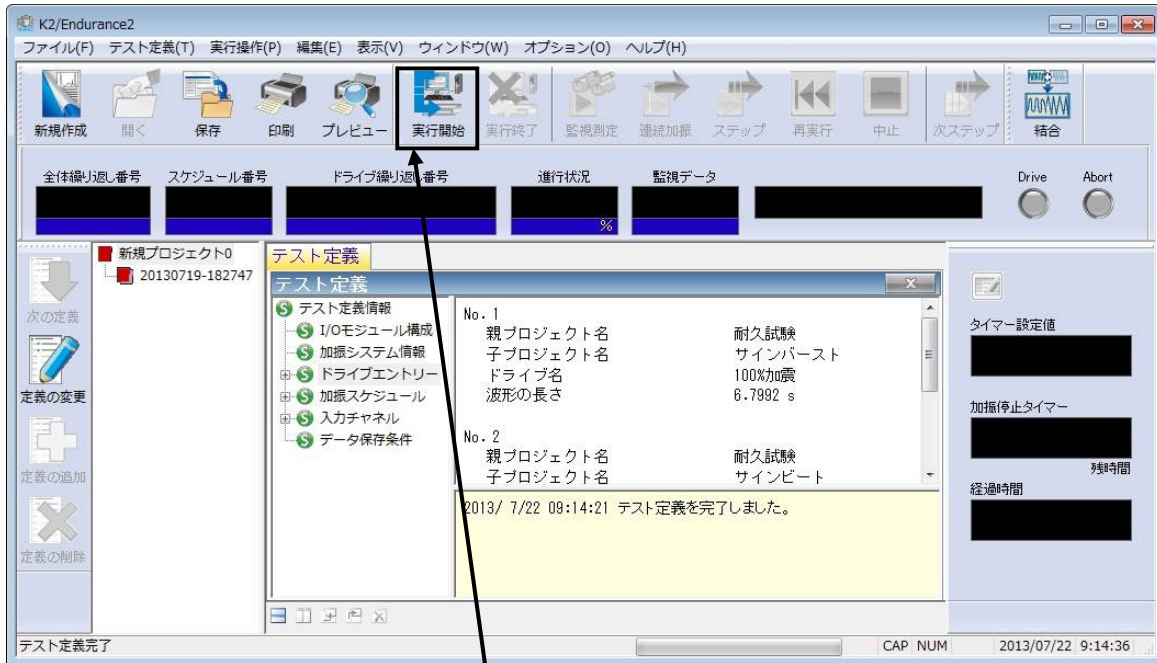 K2/Endurance2
ファイル(F) テスト定義(T) 実行操作(P) 編集(E) 表示(V) ウィンドウ(W) オプション(O) ヘルプ(H)
新規作成 開く 保存 印刷 プレビュー 実行開始 実行終了 監視測定 連続加振 ステップ 再実行 中止 次ステップ 結合
全体繰り返し番号 スケジュール番号 ドライブ繰り返し番号 進行状況 監視データ Drive Abort
%
次の定義
定義の変更
定義の追加
定義の削除
新規プロジェクト0
20130719-182747
テスト定義
テスト定義
テスト定義情報
I/Oモジュール構成
加振システム情報
ドライブエントリー
加振スケジュール
入力チャネル
データ保存条件
No. 1
親プロジェクト名 耐久試験
子プロジェクト名 サインバースト
ドライブ名 100%加震
波形の長さ 6.7992 s
No. 2
親プロジェクト名 耐久試験
子プロジェクト名 サインビート
2013/ 7/22 09:14:21 テスト定義を完了しました。
タイマー設定値
加振停止タイマー
残時間
経過時間
テスト定義完了 CAP NUM 2013/07/22 9:14:36